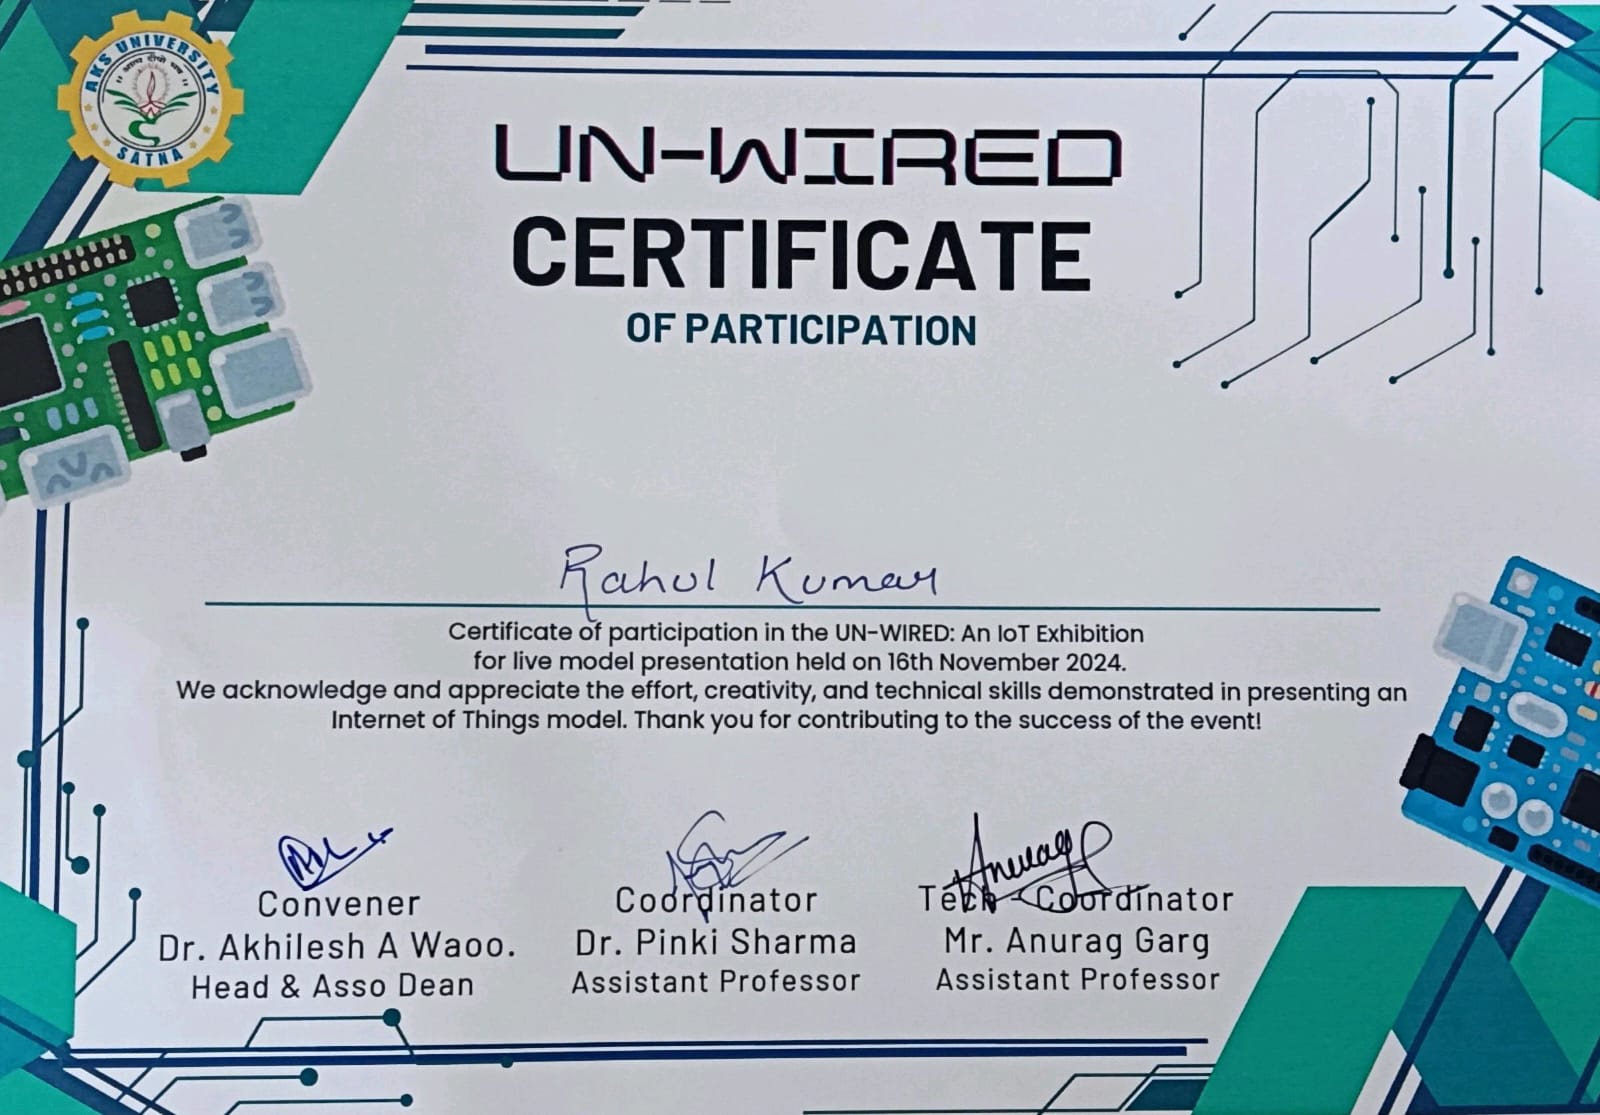 AKS UNIVERSITY
SATNA
UN-WIRED
CERTIFICATE
OF PARTICIPATION
Rahul Kumar
Certificate of participation in the UN-WIRED: An IoT Exhibition
for live model presentation held on 16th November 2024.
We acknowledge and appreciate the effort, creativity, and technical skills demonstrated in presenting an
Internet of Things model. Thank you for contributing to the success of the event!
Anurag
Convener
Coordinator
Tech - Coordinator
Dr. Akhilesh A Waoo.
Dr. Pinki Sharma
Mr. Anurag Garg
Head & Asso Dean
Assistant Professor
Assistant Professor